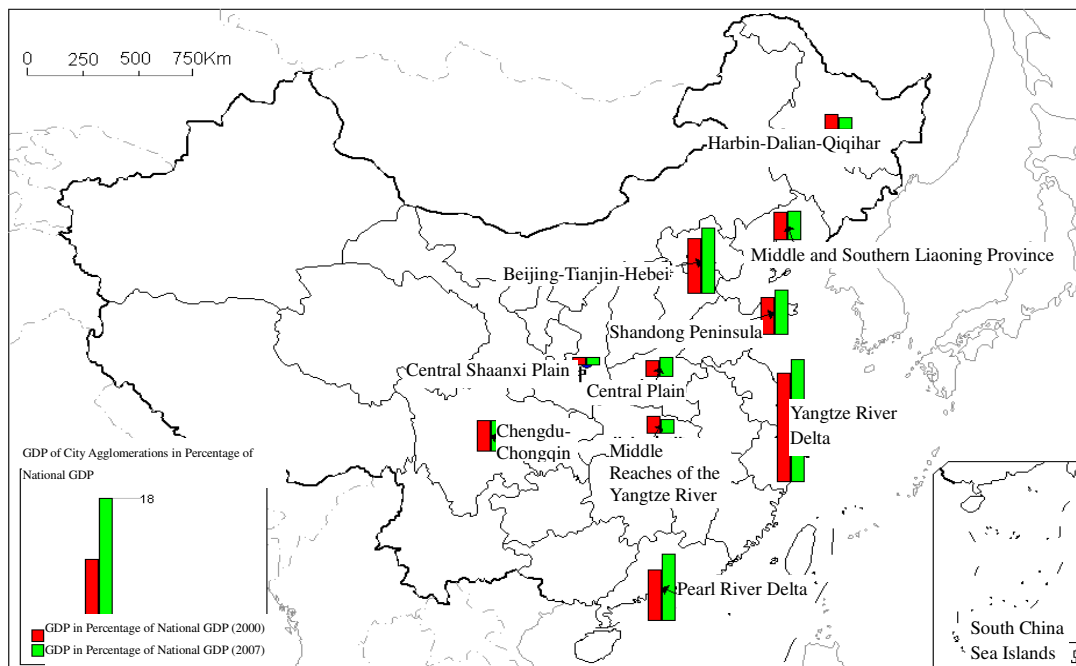 0 250 500 750Km
Harbin-Dalian-Qiqihar
Middle and Southern Liaoning Province
Beijing-Tianjin-Hebei
Shandong Peninsula
Central Shaanxi Plain
Central Plain
Yangtze River
Delta
Chengdu-
Chongqin
Middle
Reaches of the
Yangtze River
GDP of City Agglomerations in Percentage of
National GDP
18
Pearl River Delta
GDP in Percentage of National GDP (2000)
GDP in Percentage of National GDP (2007)
South China
Sea Islands